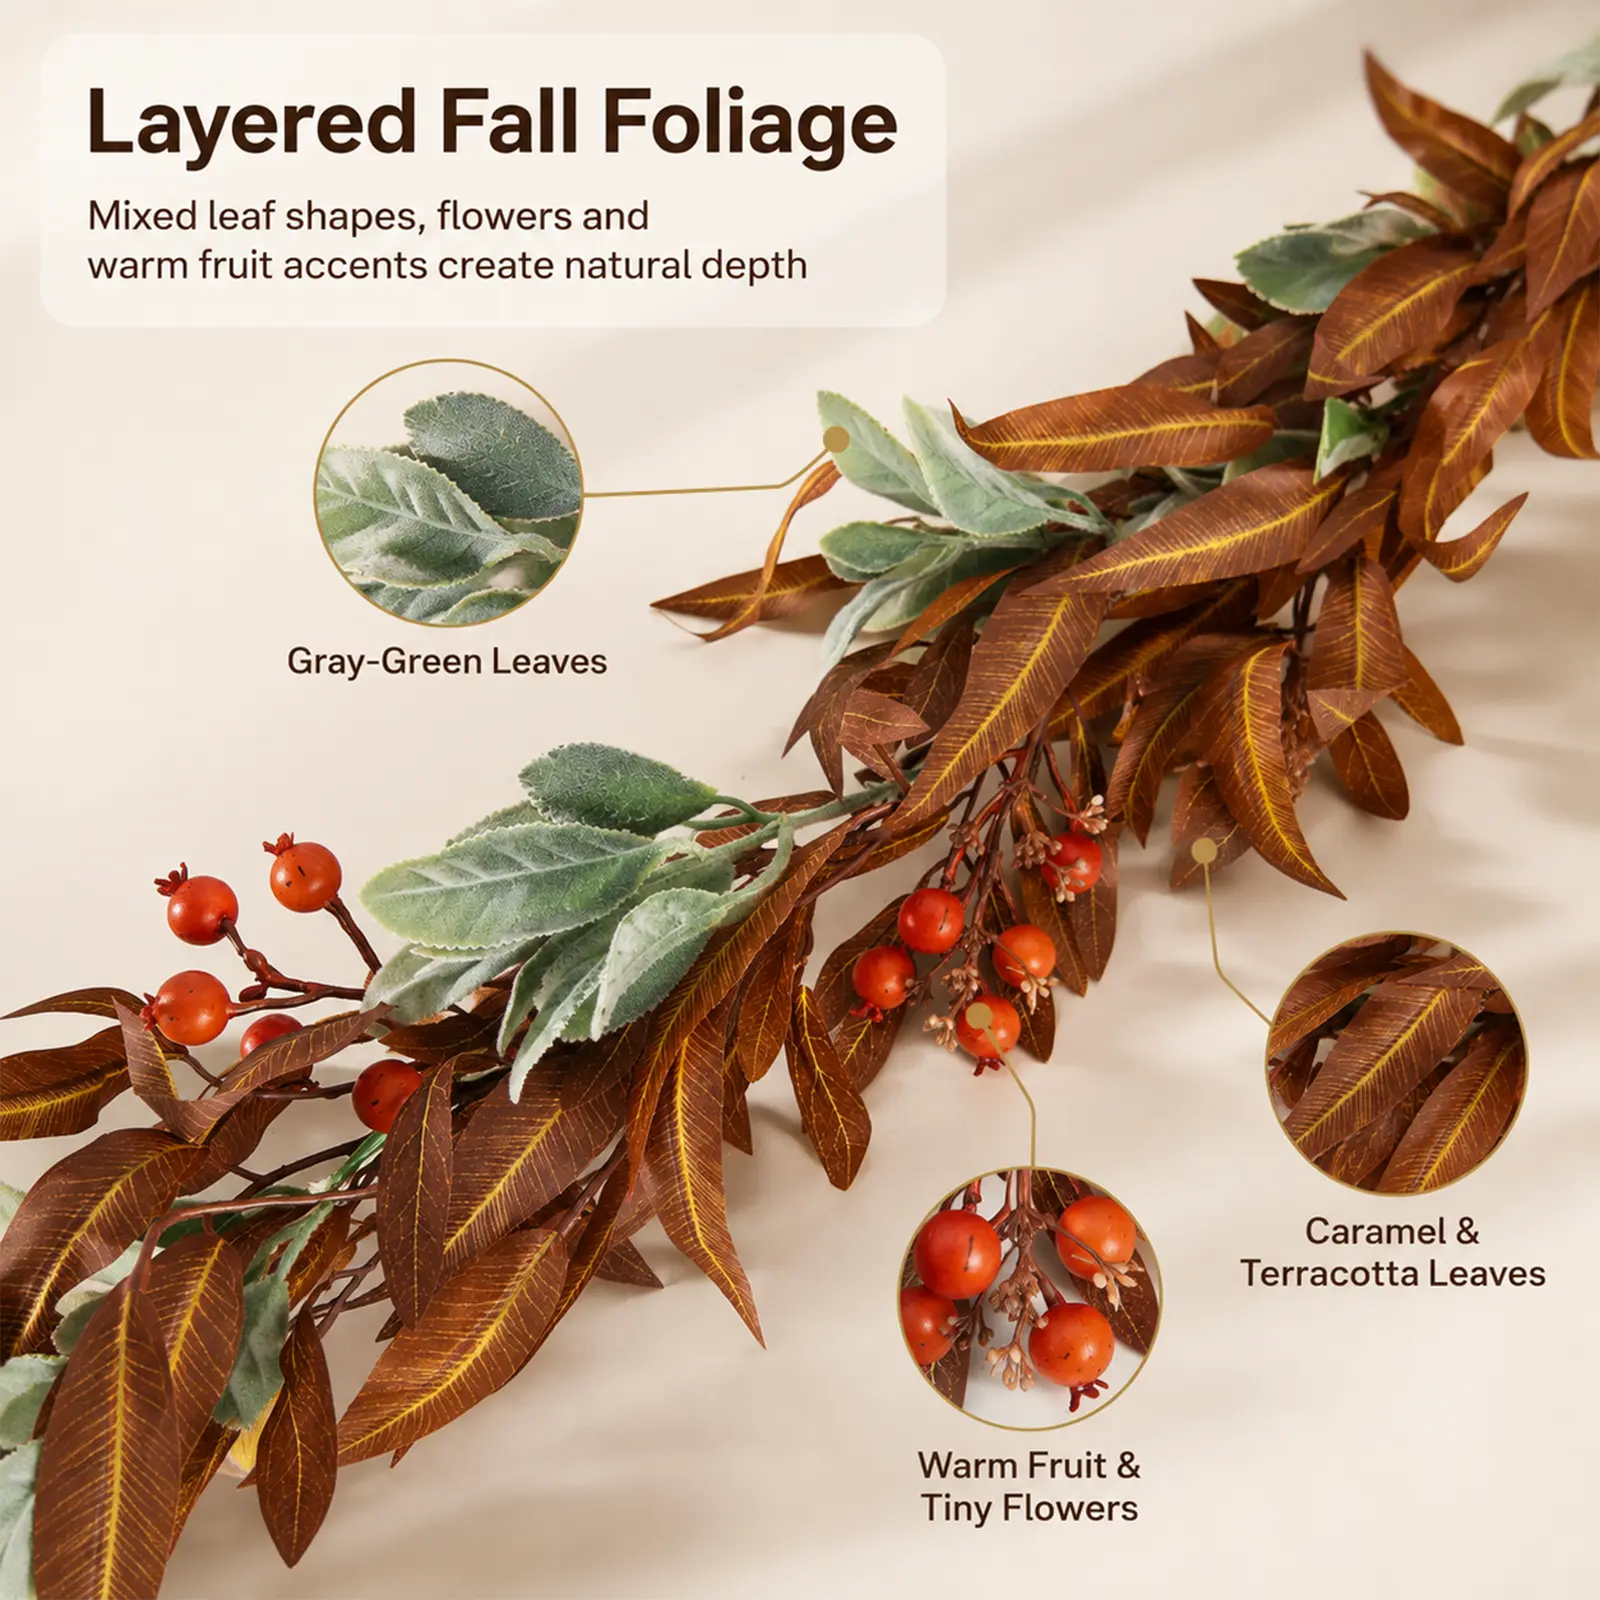 Layered Fall Foliage
Mixed leaf shapes, flowers and
warm fruit accents create natural depth
Gray-Green Leaves
Caramel &
Terracotta Leaves
Warm Fruit &
Tiny Flowers